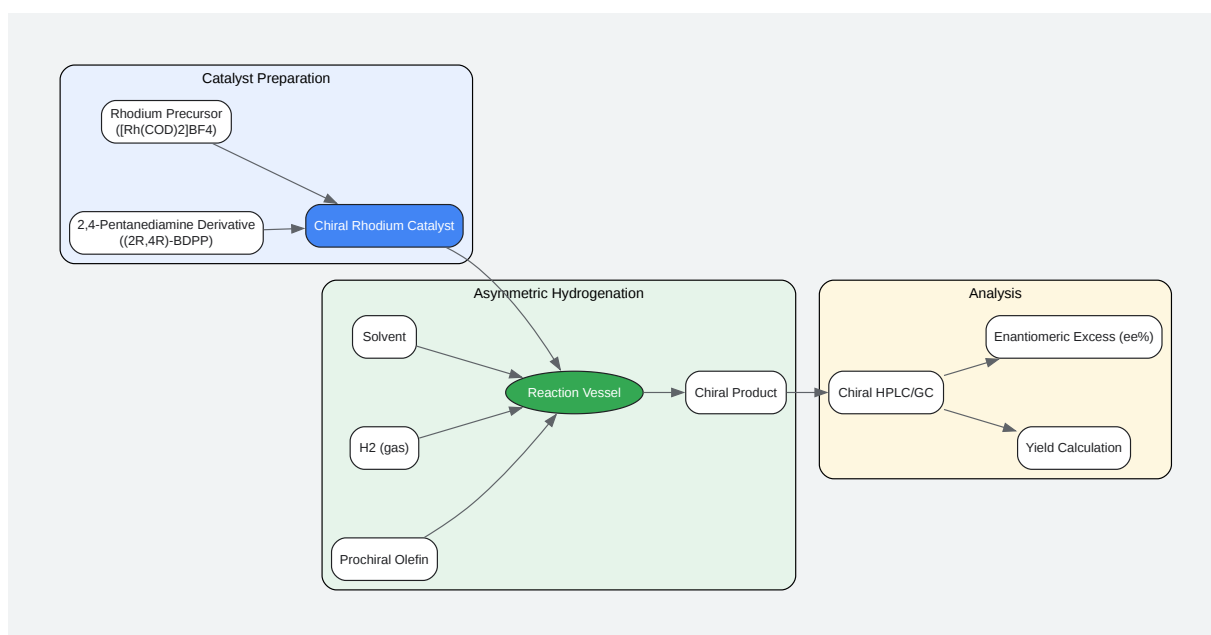 Catalyst Preparation
Rhodium Precursor
([Rh(COD)2]BF4)
2,4-Pentanediamine Derivative
((2R,4R)-BDPP)
Chiral Rhodium Catalyst
Asymmetric Hydrogenation
Solvent
H2 (gas)
Prochiral Olefin
Reaction Vessel
Chiral Product
Analysis
Chiral HPLC/GC
Enantiomeric Excess (ee%)
Yield Calculation